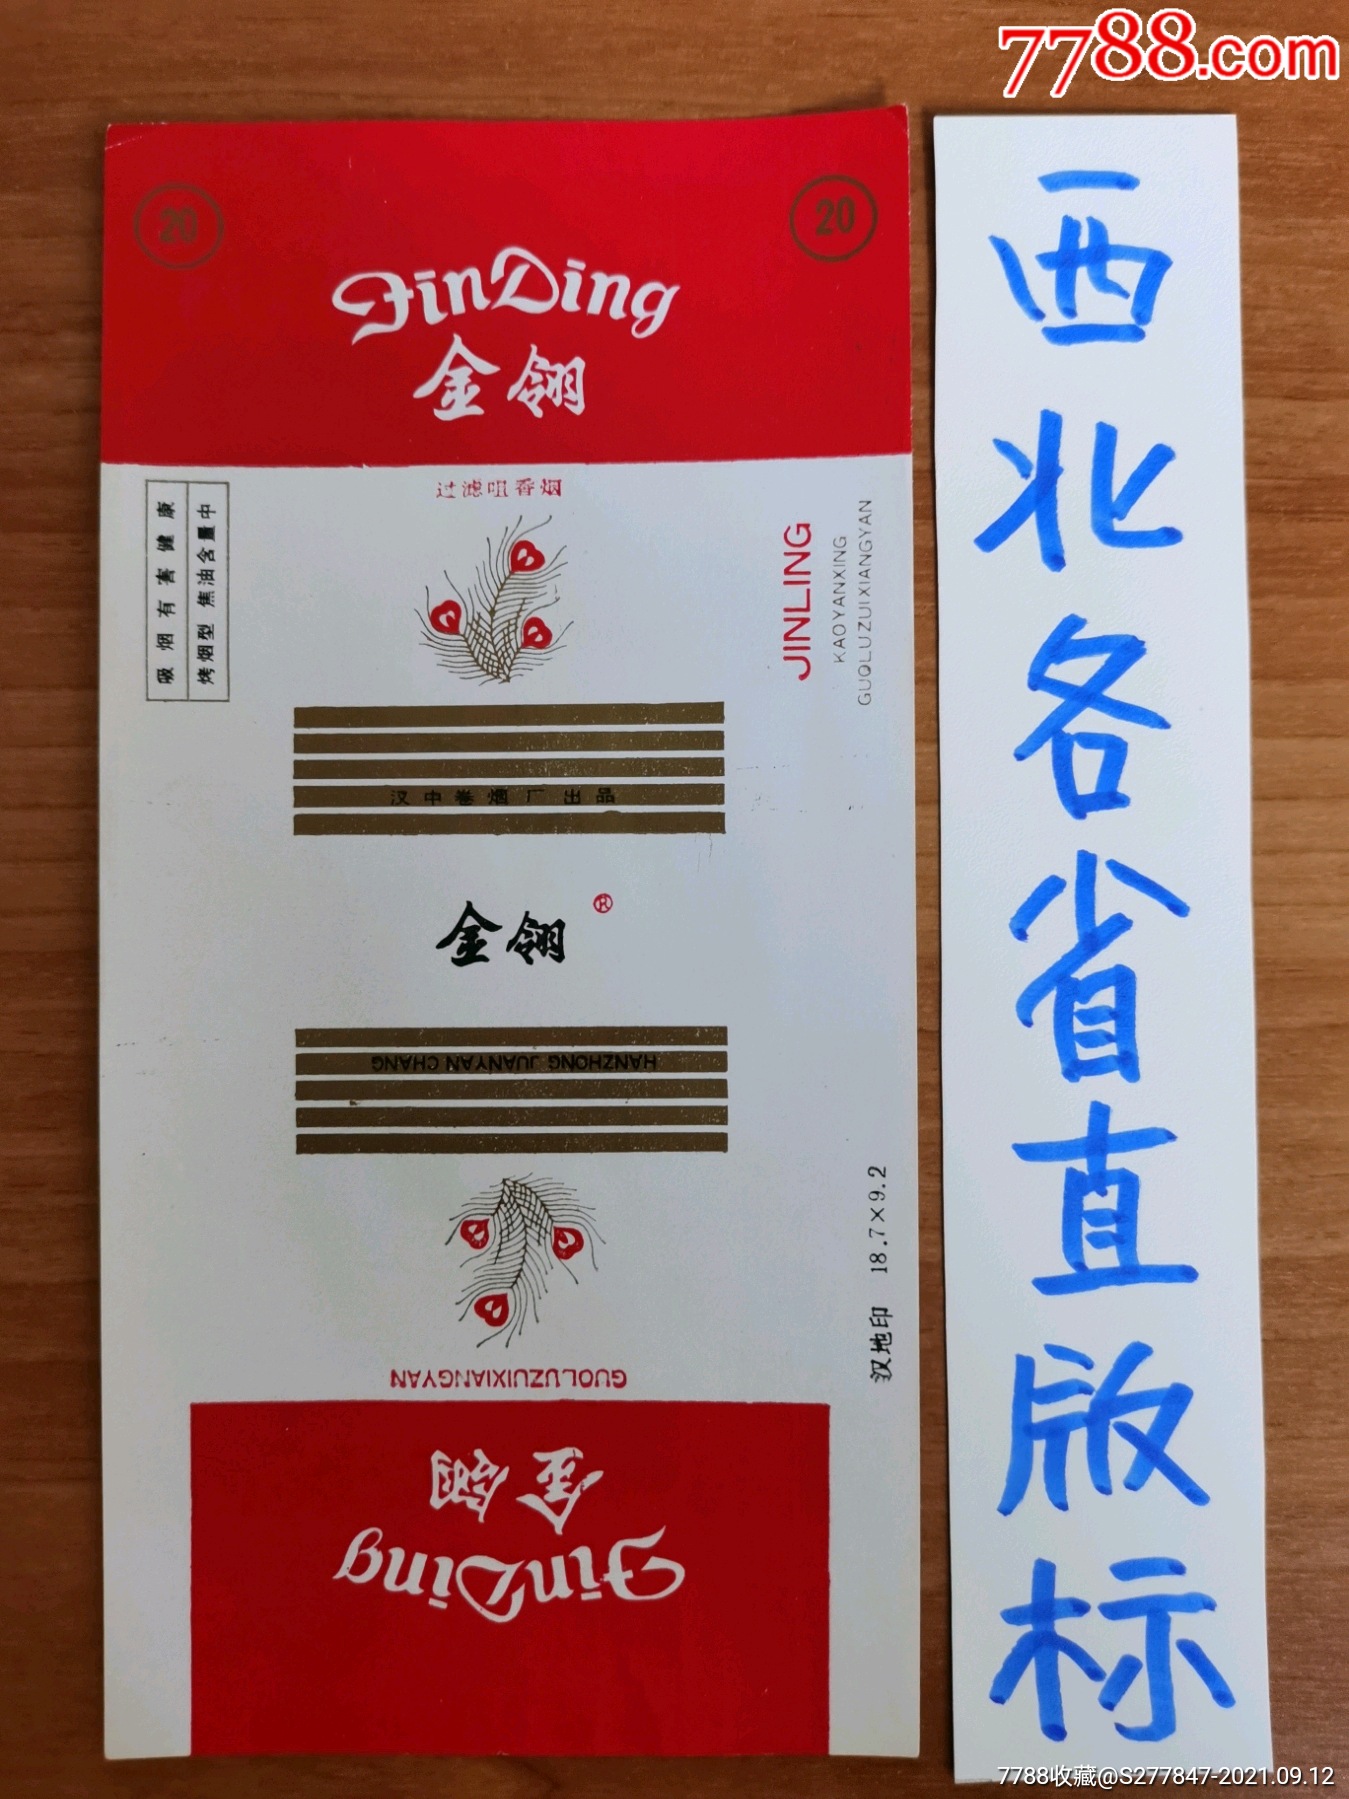 7788.com
20
20
JinLing
金翎
过滤咀香烟
吸烟有害健康
烤烟型 焦油含量中
JINLING
KAOYANXING
GUOLUZUIXIANGYAN
汉中卷烟厂出品
金翎®
HANZHONG JUANYAN CHANG
GUOLUZUIXIANGYAN
金翎
JinLing
汉地印 18.7×9.2
西北各省直版标
7788收藏@S277847-2021.09.12